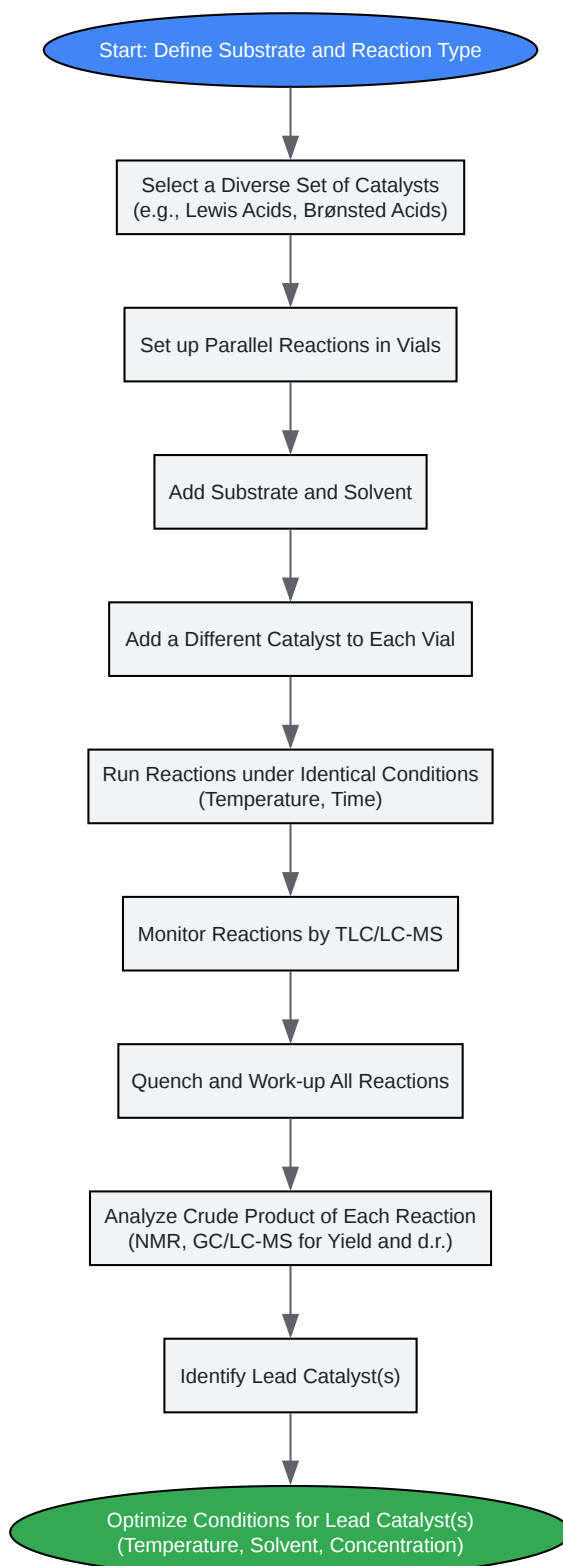 Start: Define Substrate and Reaction Type
Select a Diverse Set of Catalysts
(e.g., Lewis Acids, Brønsted Acids)
Set up Parallel Reactions in Vials
Add Substrate and Solvent
Add a Different Catalyst to Each Vial
Run Reactions under Identical Conditions
(Temperature, Time)
Monitor Reactions by TLC/LC-MS
Quench and Work-up All Reactions
Analyze Crude Product of Each Reaction
(NMR, GC/LC-MS for Yield and d.r.)
Identify Lead Catalyst(s)
Optimize Conditions for Lead Catalyst(s)
(Temperature, Solvent, Concentration)